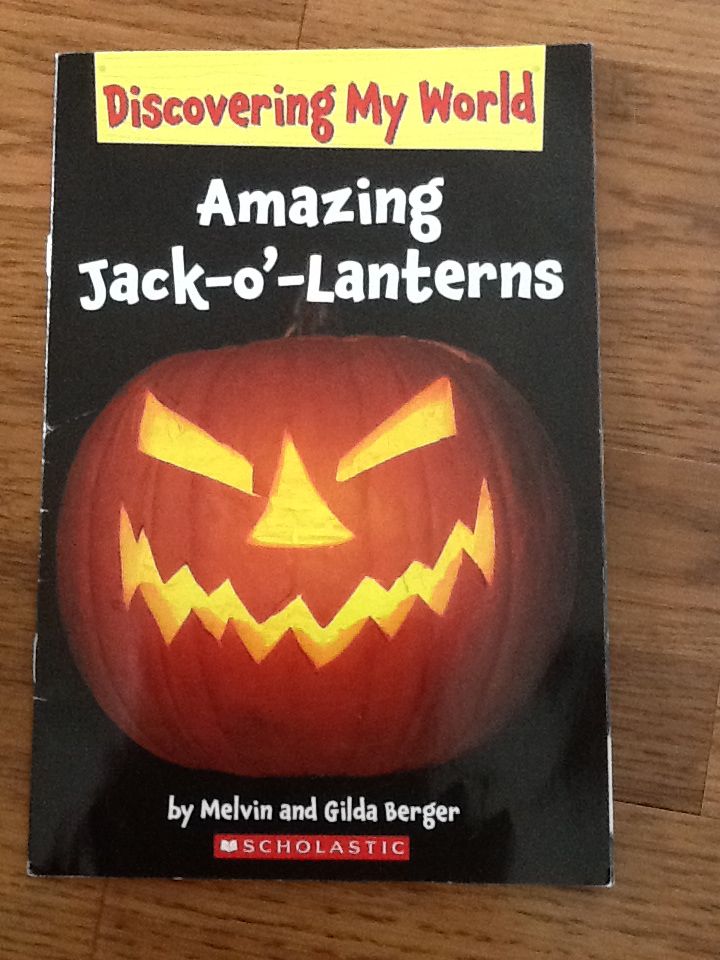 Discovering My World
Amazing
Jack-o'-Lanterns
by Melvin and Gilda Berger
SCHOLASTIC